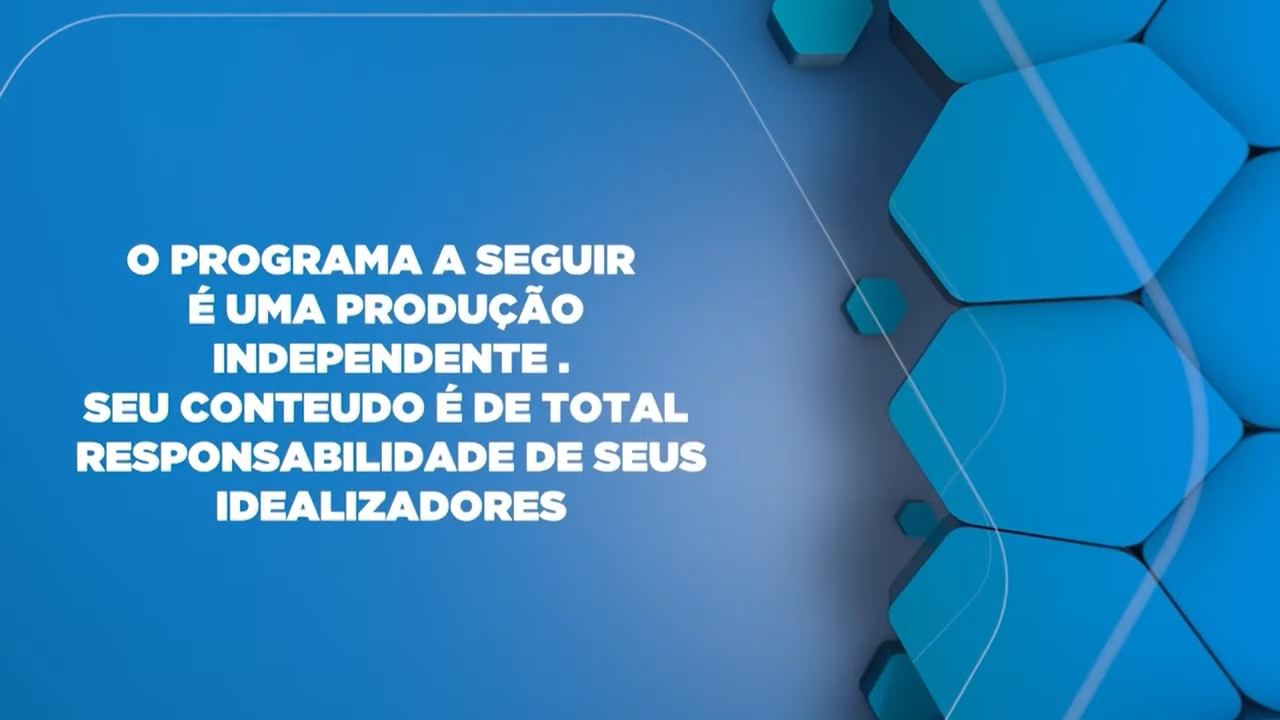 O PROGRAMA A SEGUIR
É UMA PRODUÇÃO
INDEPENDENTE .
SEU CONTEUDO É DE TOTAL
RESPONSABILIDADE DE SEUS
IDEALIZADORES